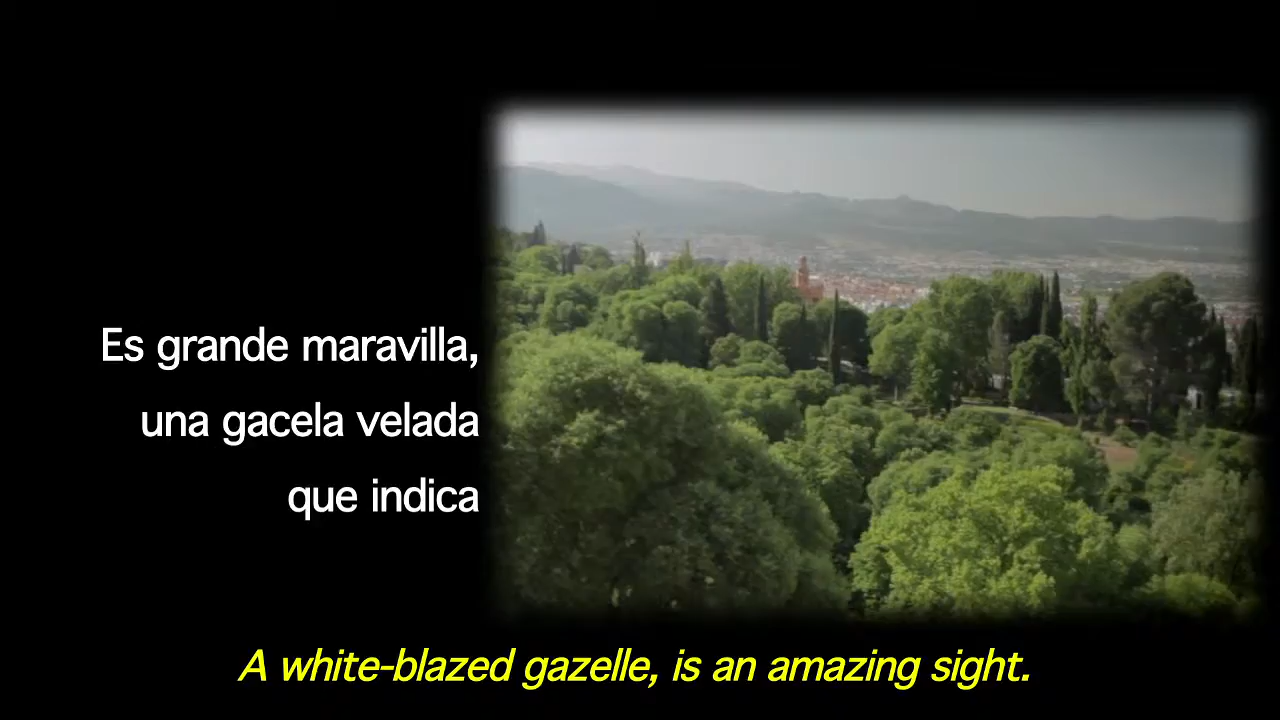 Es grande maravilla,
una gacela velada
que indica
A white-blazed gazelle, is an amazing sight.